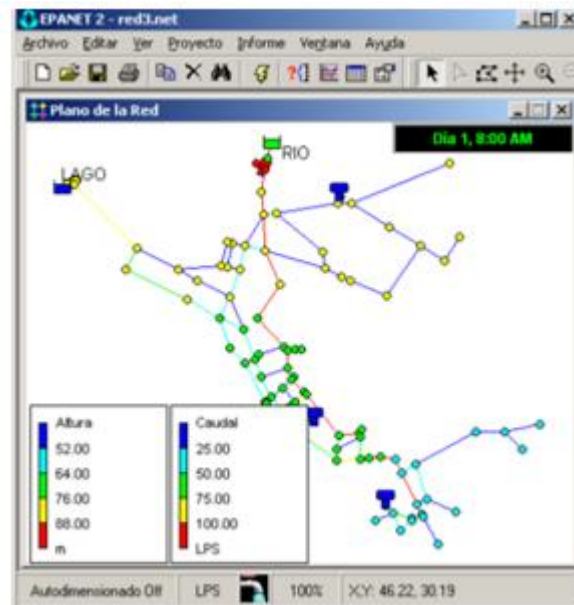 EPANET 2 - red3.net
Archivo Editar Ver Proyecto Informe Ventana Ayuda
Plano de la Red
Día 1, 8:00 AM
RIO
LAGO
Altura
52.00
64.00
76.00
88.00
m
Caudal
25.00
50.00
75.00
100.00
LPS
Autodimensionado Off LPS 100% X,Y: 46.22, 30.19